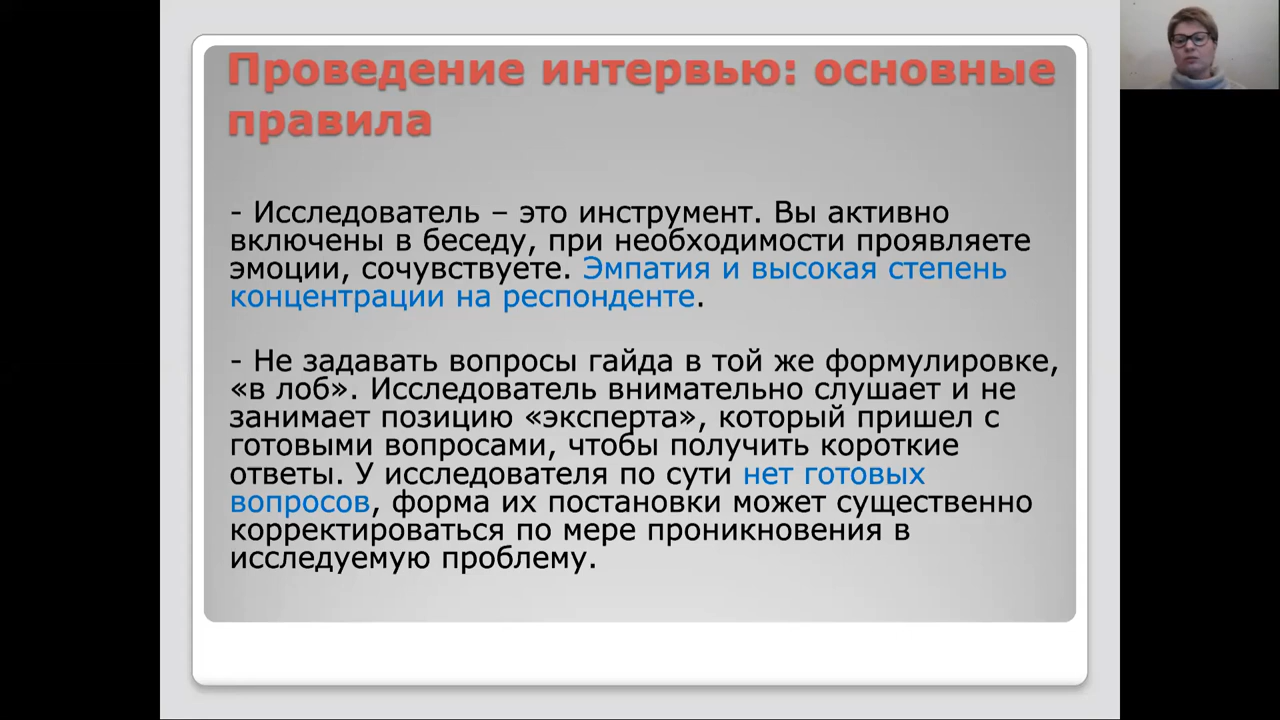 Проведение интервью: основные
правила
- Исследователь – это инструмент. Вы активно
включены в беседу, при необходимости проявляете
эмоции, сочувствуете. Эмпатия и высокая степень
концентрации на респонденте.
- Не задавать вопросы гайда в той же формулировке,
«в лоб». Исследователь внимательно слушает и не
занимает позицию «эксперта», который пришел с
готовыми вопросами, чтобы получить короткие
ответы. У исследователя по сути нет готовых
вопросов, форма их постановки может существенно
корректироваться по мере проникновения в
исследуемую проблему.